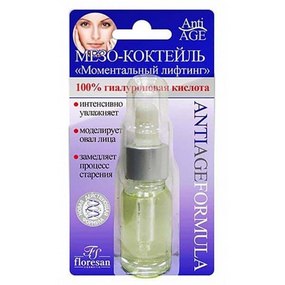 Anti
AGE
МЕЗО-КОКТЕЙЛЬ
«Моментальный лифтинг»
100% гиалуроновая кислота
• интенсивно
увлажняет
• моделирует
овал лица
• замедляет
процесс
старения
ANTIAGEFORMULA
floresan